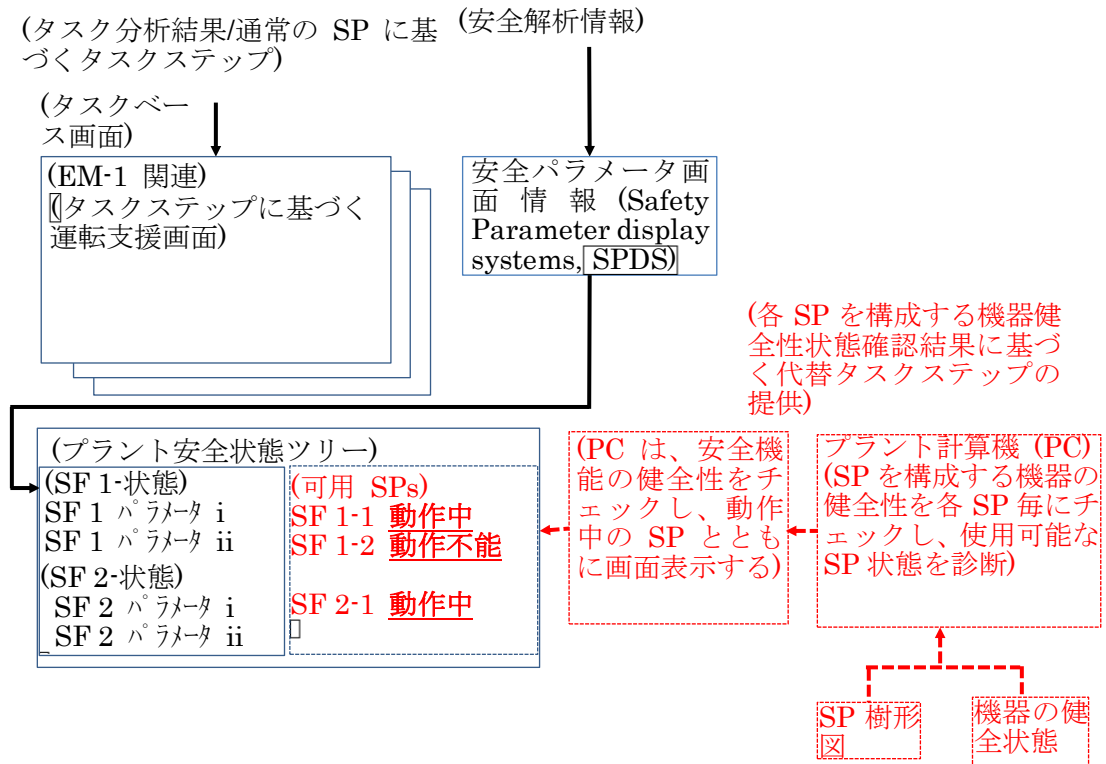 (タスク分析結果/通常の SP に基
づくタスクステップ)
(安全解析情報)
(タスクベー
ス画面)
(EM-1 関連)
(タスクステップに基づく
運転支援画面)
安全パラメータ画
面情報(Safety
Parameter display
systems, SPDS)
(各 SP を構成する機器健
全性状態確認結果に基づ
く代替タスクステップの
提供)
(プラント安全状態ツリー)
(SF 1-状態)
SF 1 パラメータ i
SF 1 パラメータ ii
(SF 2-状態)
SF 2 パラメータ i
SF 2 パラメータ ii
(可用 SPs)
SF 1-1 動作中
SF 1-2 動作不能
SF 2-1 動作中
(PC は、安全機
能の健全性をチ
ェックし、動作
中の SP ととも
に画面表示する)
プラント計算機 (PC)
(SP を構成する機器の
健全性を各 SP 毎にチ
ェックし、使用可能な
SP 状態を診断)
SP 樹形
図
機器の健
全状態